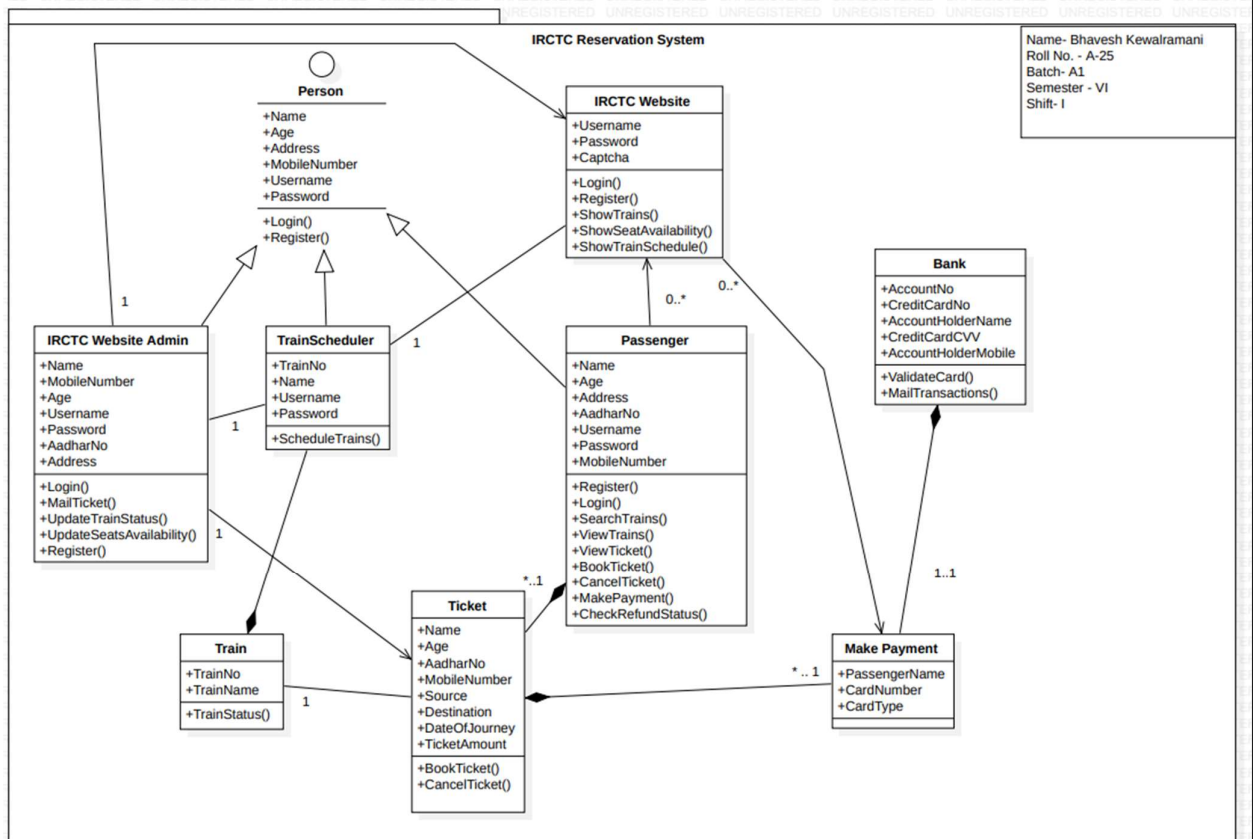 UNREGISTERED UNREGISTERED UNREGISTERED UNREGISTERED UNREGISTERED UNREGISTERED UNREGISTERED
IRCTC Reservation System
Name- Bhavesh Kewalramani
Roll No. - A-25
Batch- A1
Semester - VI
Shift- I
Person
+Name
+Age
+Address
+MobileNumber
+Username
+Password
+Login()
+Register()
IRCTC Website
+Username
+Password
+Captcha
+Login()
+Register()
+ShowTrains()
+ShowSeatAvailability()
+ShowTrainSchedule()
Bank
+AccountNo
+CreditCardNo
+AccountHolderName
+CreditCardCVV
+AccountHolderMobile
+ValidateCard()
+MailTransactions()
1
0..*
0..*
IRCTC Website Admin
+Name
+MobileNumber
+Age
+Username
+Password
+AadharNo
+Address
+Login()
+MailTicket()
+UpdateTrainStatus()
+UpdateSeatsAvailability()
+Register()
TrainScheduler
+TrainNo
+Name
+Username
+Password
+ScheduleTrains()
1
1
1
Passenger
+Name
+Age
+Address
+AadharNo
+Username
+Password
+MobileNumber
+Register()
+Login()
+SearchTrains()
+ViewTrains()
+ViewTicket()
+BookTicket()
+CancelTicket()
+MakePayment()
+CheckRefundStatus()
*..1
1..1
Train
+TrainNo
+TrainName
+TrainStatus()
1
Ticket
+Name
+Age
+AadharNo
+MobileNumber
+Source
+Destination
+DateOfJourney
+TicketAmount
+BookTicket()
+CancelTicket()
* .. 1
Make Payment
+PassengerName
+CardNumber
+CardType